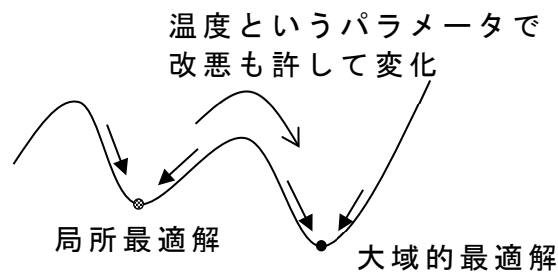 温度というパラメータで
改悪も許して変化
局所最適解
大域的最適解